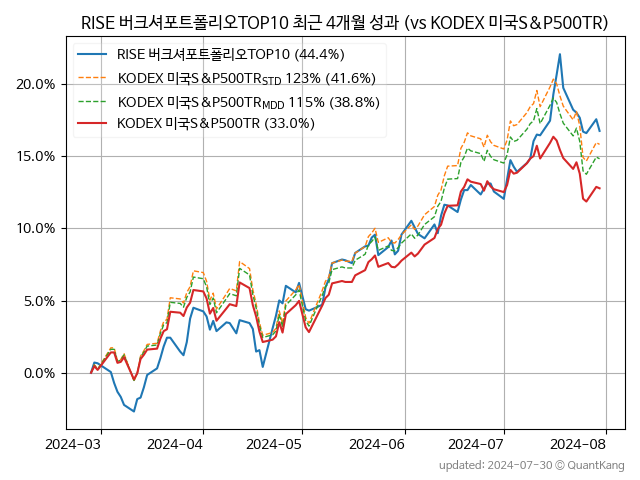 RISE 버크셔포트폴리오TOP10 최근 4개월 성과 (vs KODEX 미국S&P500TR)
RISE 버크셔포트폴리오TOP10 (44.4%)
KODEX 미국S&P500TR_STD 123% (41.6%)
KODEX 미국S&P500TR_MDD 115% (38.8%)
KODEX 미국S&P500TR (33.0%)
20.0%
15.0%
10.0%
5.0%
0.0%
2024-03 2024-04 2024-05 2024-06 2024-07 2024-08
updated: 2024-07-30 © QuantKang